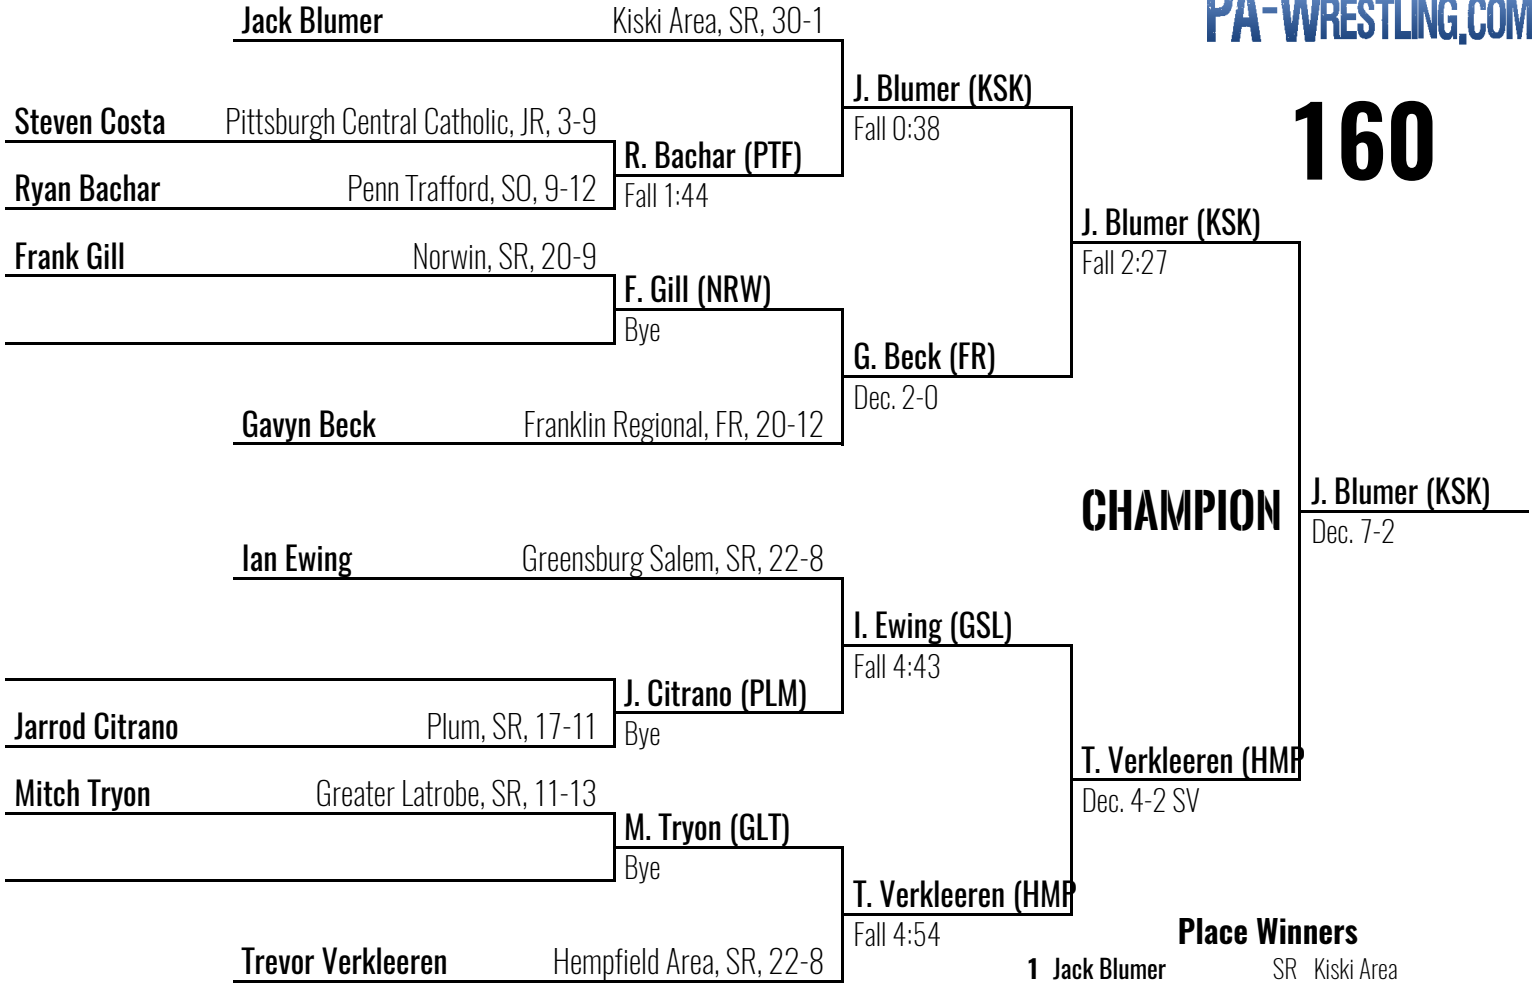 PA-WRESTLING.COM
Jack Blumer Kiski Area, SR, 30-1
J. Blumer (KSK)
Fall 0:38
160
Steven Costa Pittsburgh Central Catholic, JR, 3-9
R. Bachar (PTF)
Fall 1:44
Ryan Bachar Penn Trafford, SO, 9-12
J. Blumer (KSK)
Fall 2:27
Frank Gill Norwin, SR, 20-9
F. Gill (NRW)
Bye
G. Beck (FR)
Dec. 2-0
Gavyn Beck Franklin Regional, FR, 20-12
CHAMPION
J. Blumer (KSK)
Dec. 7-2
Ian Ewing Greensburg Salem, SR, 22-8
I. Ewing (GSL)
Fall 4:43
J. Citrano (PLM)
Bye
Jarrod Citrano Plum, SR, 17-11
T. Verkleeren (HMP
Dec. 4-2 SV
Mitch Tryon Greater Latrobe, SR, 11-13
M. Tryon (GLT)
Bye
T. Verkleeren (HMP
Fall 4:54
Trevor Verkleeren Hempfield Area, SR, 22-8
Place Winners
1 Jack Blumer SR Kiski Area